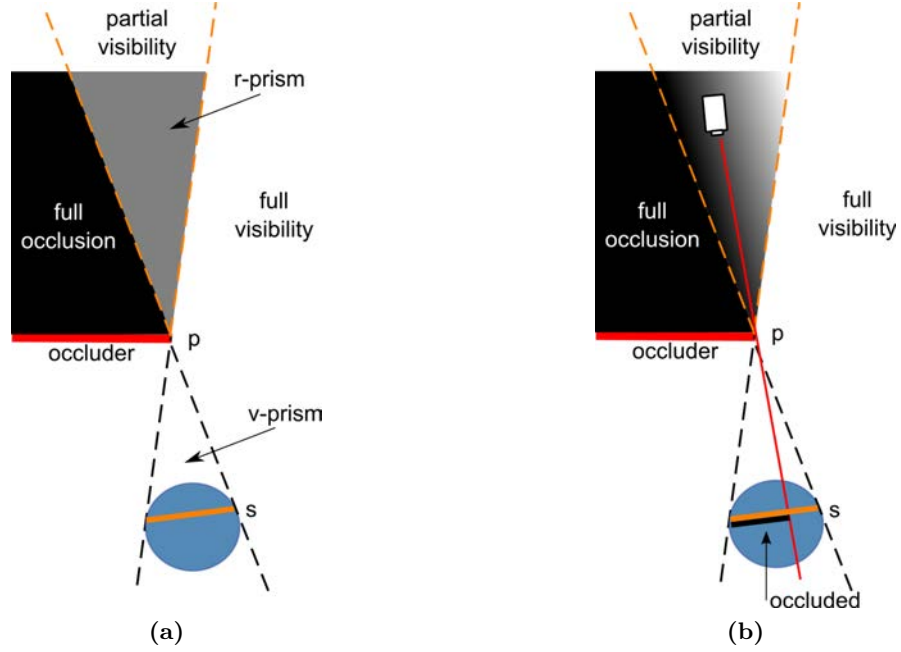 partial
visibility
r-prism
full
occlusion
full
visibility
p
occluder
v-prism
s
(a)
partial
visibility
full
occlusion
full
visibility
p
occluder
s
occluded
(b)